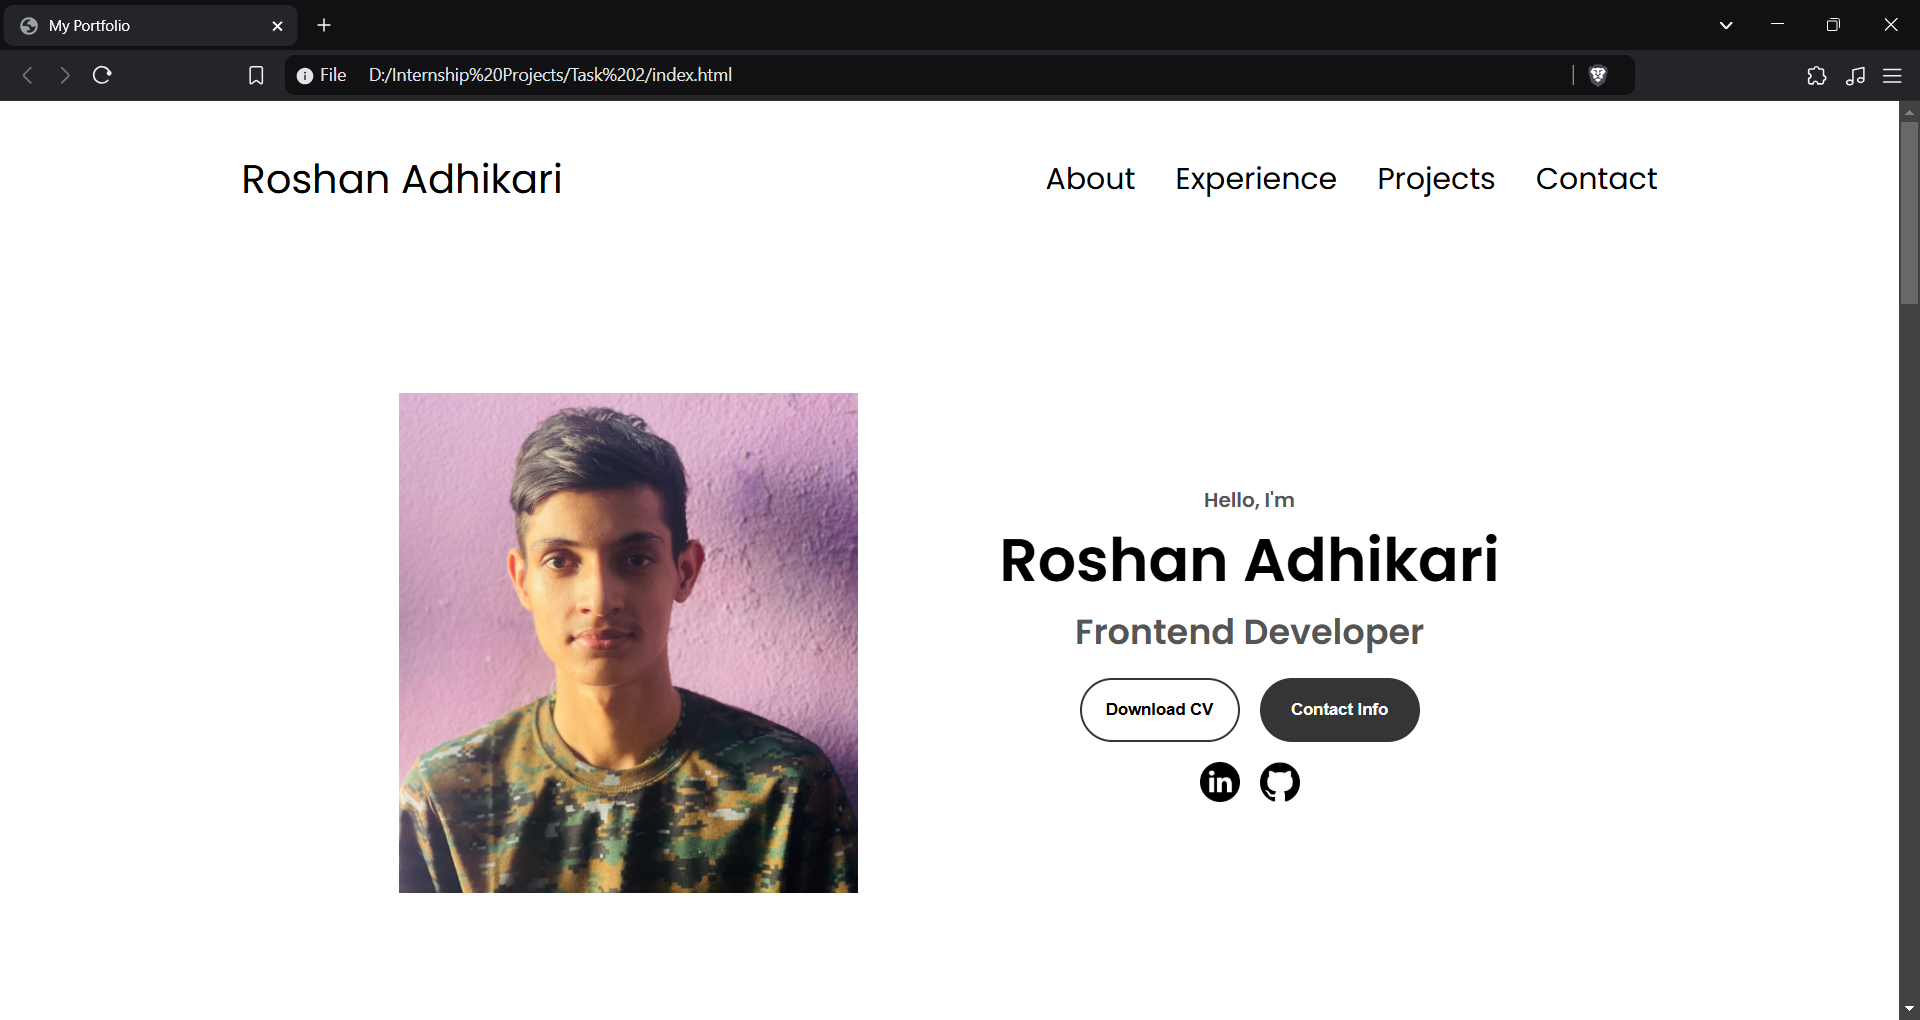 My Portfolio
File D:/Internship%20Projects/Task%202/index.html
Roshan Adhikari
About Experience Projects Contact
Hello, I'm
Roshan Adhikari
Frontend Developer
Download CV Contact Info
in